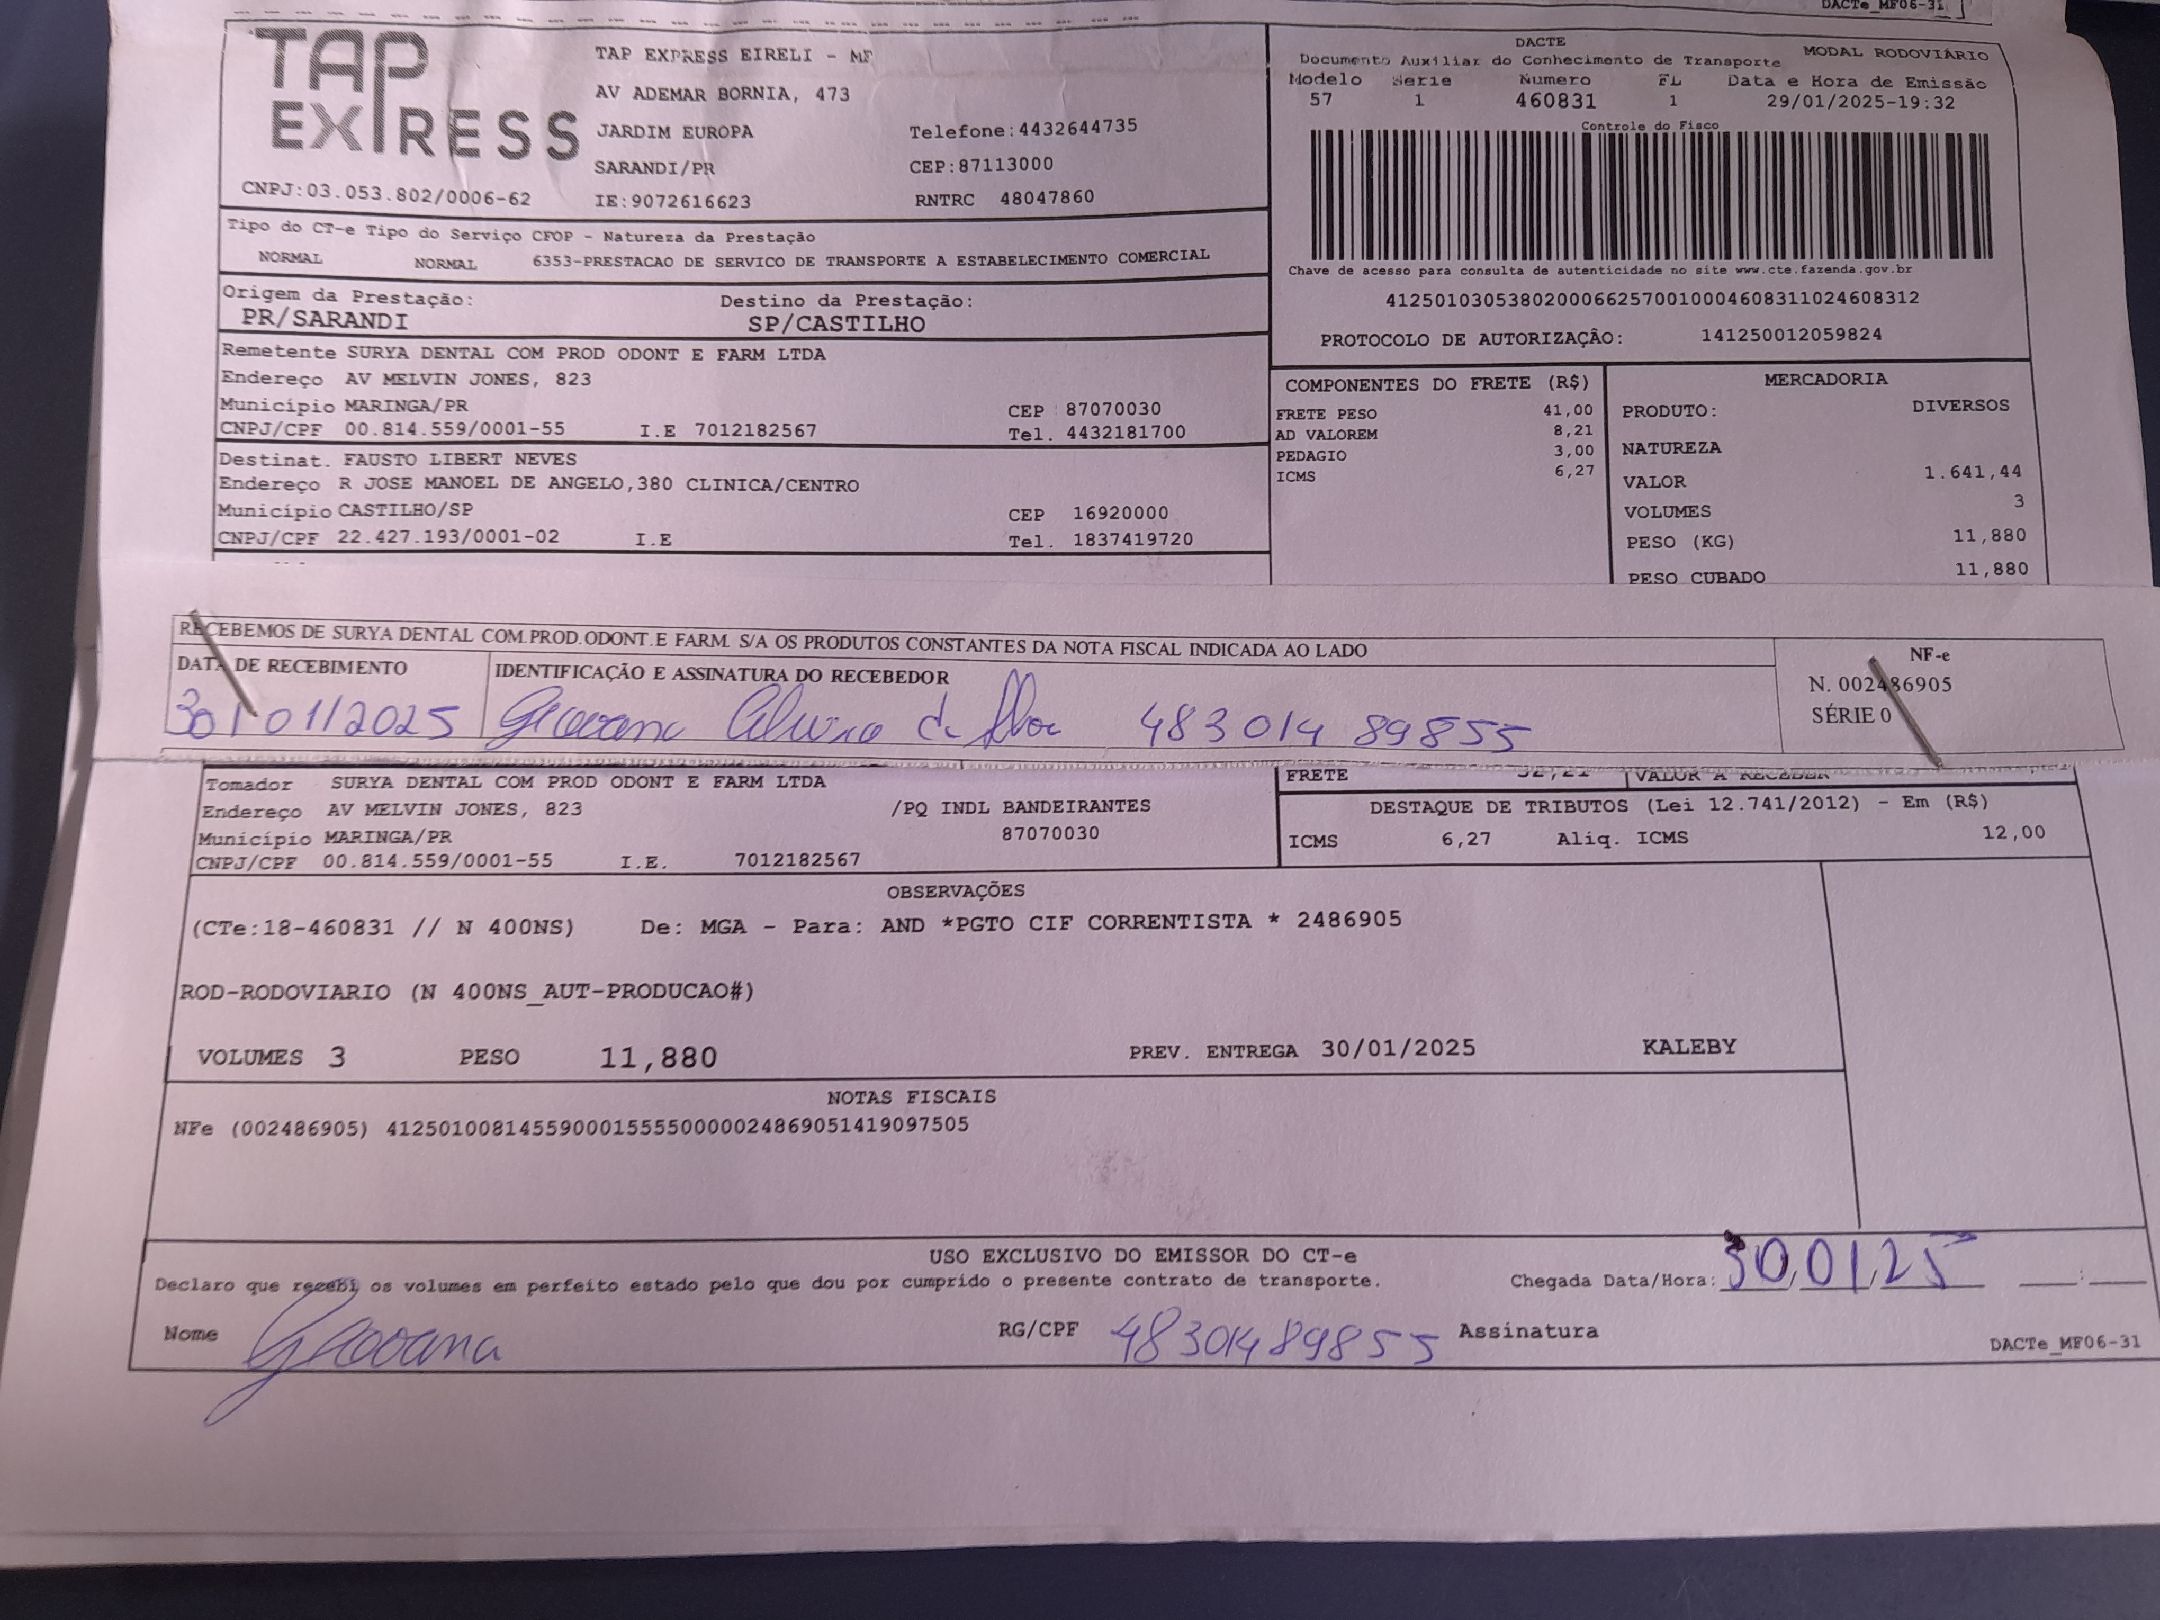 DACTe_MF06-31
TAP EXPRESS
TAP EXPRESS EIRELI - MF
AV ADEMAR BORNIA, 473
JARDIM EUROPA Telefone:4432644735
SARANDI/PR CEP:87113000
CNPJ:03.053.802/0006-62 IE:9072616623 RNTRC 48047860
DACTE MODAL RODOVIÁRIO
Documento Auxiliar do Conhecimento de Transporte
Modelo Serie Numero FL Data e Hora de Emissão
57 1 460831 1 29/01/2025-19:32
Controle do Fisco
Chave de acesso para consulta de autenticidade no site www.cte.fazenda.gov.br
41250103053802000662570010004608311024608312
PROTOCOLO DE AUTORIZAÇÃO: 141250012059824
Tipo do CT-e Tipo do Serviço CFOP - Natureza da Prestação
NORMAL NORMAL 6353-PRESTACAO DE SERVICO DE TRANSPORTE A ESTABELECIMENTO COMERCIAL
Origem da Prestação: Destino da Prestação:
PR/SARANDI SP/CASTILHO
Remetente SURYA DENTAL COM PROD ODONT E FARM LTDA
Endereço AV MELVIN JONES, 823
Município MARINGA/PR CEP : 87070030
CNPJ/CPF 00.814.559/0001-55 I.E 7012182567 Tel. 4432181700
Destinat. FAUSTO LIBERT NEVES
Endereço R JOSE MANOEL DE ANGELO,380 CLINICA/CENTRO
Município CASTILHO/SP CEP 16920000
CNPJ/CPF 22.427.193/0001-02 I.E Tel. 1837419720
COMPONENTES DO FRETE (R$)
FRETE PESO 41,00
AD VALOREM 8,21
PEDAGIO 3,00
ICMS 6,27
MERCADORIA
PRODUTO: DIVERSOS
NATUREZA
VALOR 1.641,44
VOLUMES 3
PESO (KG) 11,880
PESO CUBADO 11,880
RECEBEMOS DE SURYA DENTAL COM.PROD.ODONT.E FARM. S/A OS PRODUTOS CONSTANTES DA NOTA FISCAL INDICADA AO LADO
DATA DE RECEBIMENTO IDENTIFICAÇÃO E ASSINATURA DO RECEBEDOR
30/01/2025 Geovana 48301489855
NF-e
N. 002486905
SÉRIE 0
Tomador SURYA DENTAL COM PROD ODONT E FARM LTDA
Endereço AV MELVIN JONES, 823 /PQ INDL BANDEIRANTES
Município MARINGA/PR 87070030
CNPJ/CPF 00.814.559/0001-55 I.E. 7012182567
FRETE 52,21 VALOR A RECEBER
DESTAQUE DE TRIBUTOS (Lei 12.741/2012) - Em (R$)
ICMS 6,27 Aliq. ICMS 12,00
OBSERVAÇÕES
(CTe:18-460831 // N 400NS) De: MGA - Para: AND *PGTO CIF CORRENTISTA * 2486905
ROD-RODOVIARIO (N 400NS_AUT-PRODUCAO#)
VOLUMES 3 PESO 11,880 PREV. ENTREGA 30/01/2025 KALEBY
NOTAS FISCAIS
NFe (002486905) 41250100814559000155550000024869051419097505
USO EXCLUSIVO DO EMISSOR DO CT-e
Declaro que recebi os volumes em perfeito estado pelo que dou por cumprido o presente contrato de transporte. Chegada Data/Hora: 30/01/25
Nome Geovana RG/CPF 48301489855 Assinatura
DACTe_MF06-31